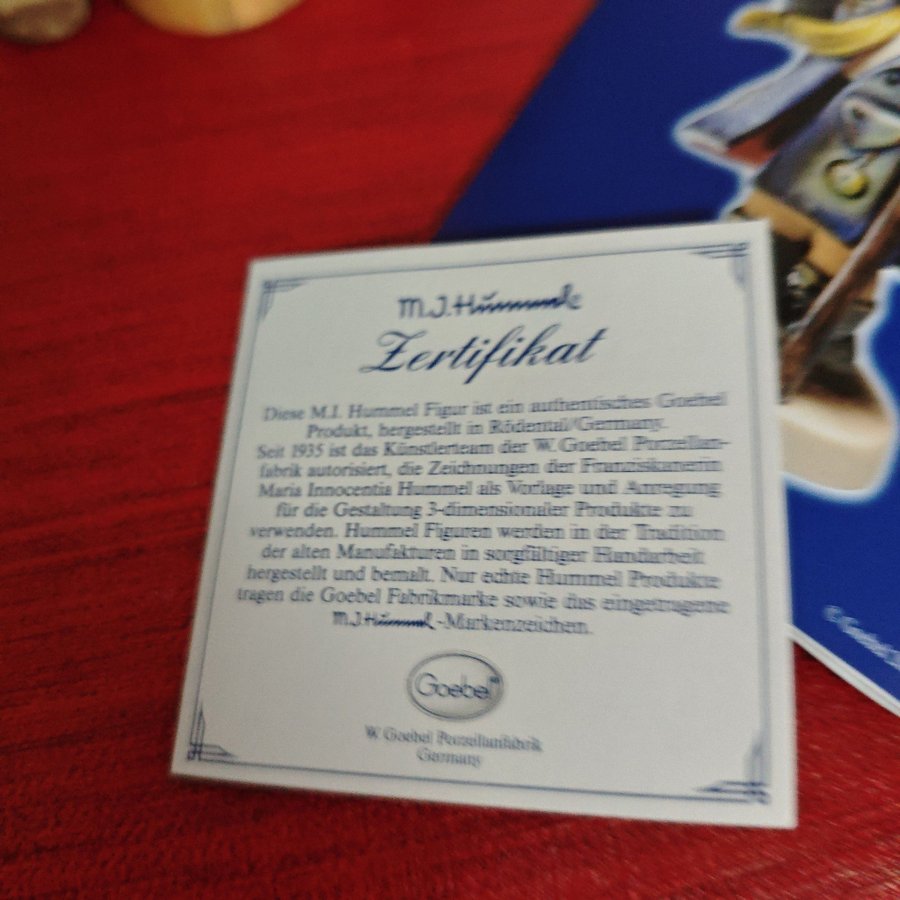 M.J. Hummel
Zertifikat
Diese M.I. Hummel Figur ist ein authentisches Goebel
Produkt, hergestellt in Rödental/Germany.
Seit 1935 ist das Künstlerteam der W. Goebel Porzellan-
fabrik autorisiert, die Zeichnungen der Franziskanerin
Maria Innocentia Hummel als Vorlage und Anregung
für die Gestaltung 3-dimensionaler Produkte zu
verwenden. Hummel Figuren werden in der Tradition
der alten Manufakturen in sorgfältiger Handarbeit
hergestellt und bemalt. Nur echte Hummel Produkte
tragen die Goebel Fabrikmarke sowie das eingetragene
M.J. Hummel-Markenzeichen.
Goebel
W. Goebel Porzellanfabrik
Germany
© Goebel